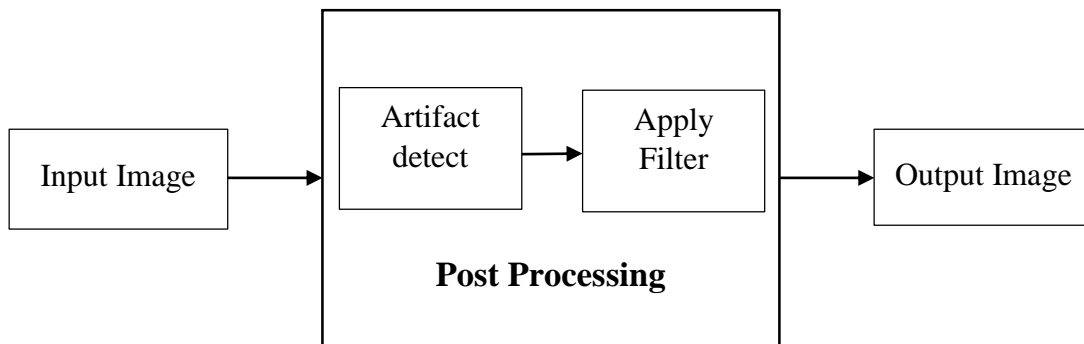 Input Image
Artifact
detect
Apply
Filter
Post Processing
Output Image